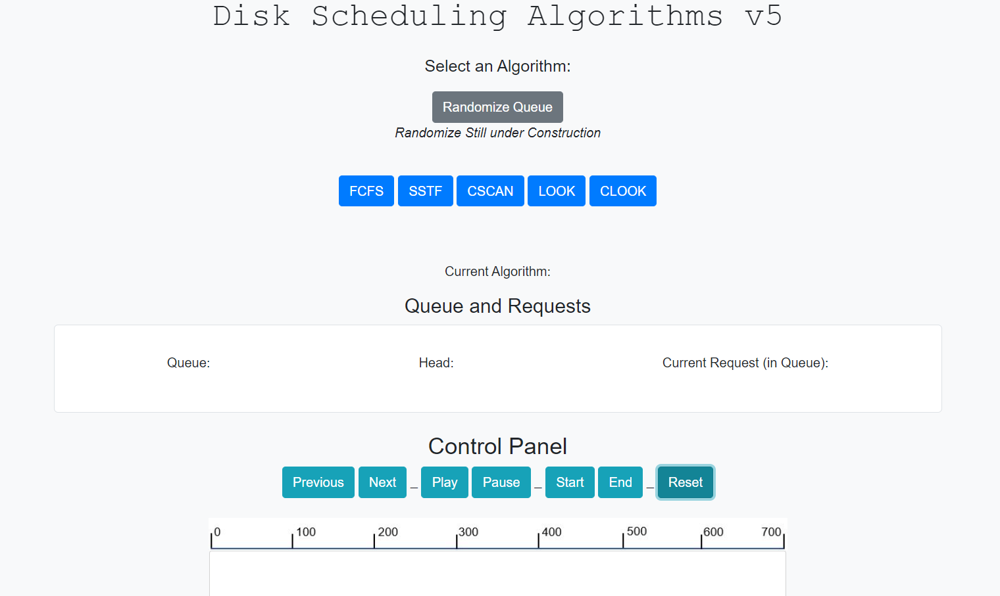 Disk Scheduling Algorithms v5
Select an Algorithm:
Randomize Queue
Randomize Still under Construction
FCFS SSTF CSCAN LOOK CLOOK
Current Algorithm:
Queue and Requests
Queue: Head: Current Request (in Queue):
Control Panel
Previous Next _ Play Pause _ Start End _ Reset
0 100 200 300 400 500 600 700